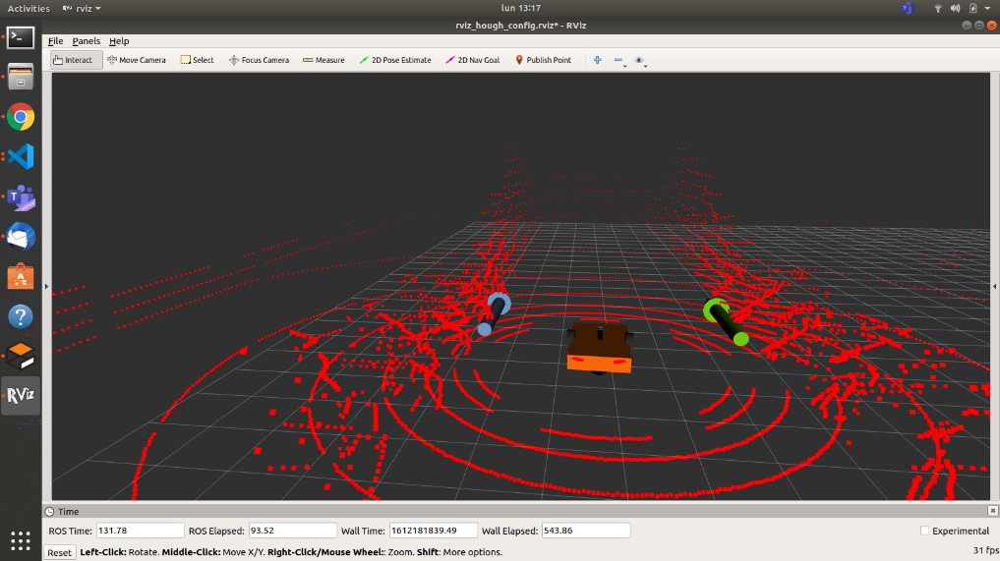 Activities rviz lun 13:17
rviz_hough_config.rviz* - RViz
File Panels Help
Interact Move Camera Select Focus Camera Measure 2D Pose Estimate 2D Nav Goal Publish Point
RViz
Time
ROS Time: 131.78 ROS Elapsed: 93.52 Wall Time: 1612181839.49 Wall Elapsed: 543.86 Experimental
Reset Left-Click: Rotate. Middle-Click: Move X/Y. Right-Click/Mouse Wheel:: Zoom. Shift: More options. 31 fps